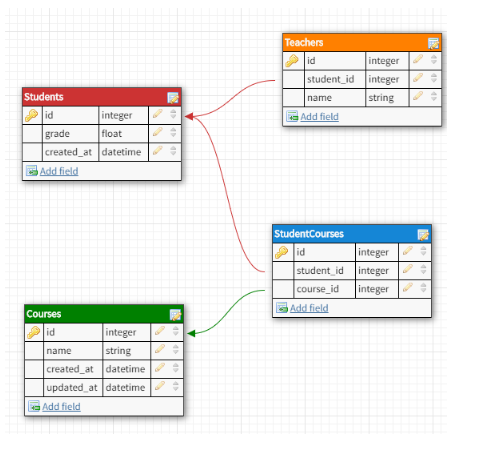 Teachers
id integer
student_id integer
name string
Add field
Students
id integer
grade float
created_at datetime
Add field
StudentCourses
id integer
student_id integer
course_id integer
Add field
Courses
id integer
name string
created_at datetime
updated_at datetime
Add field